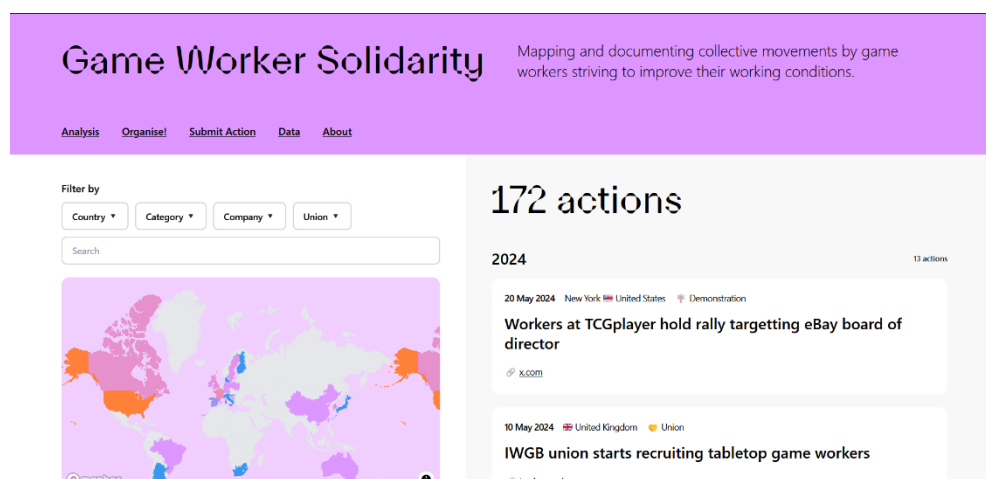 Game Worker Solidarity
Mapping and documenting collective movements by game
workers striving to improve their working conditions.
Analysis Organise! Submit Action Data About
Filter by
Country ▼ Category ▼ Company ▼ Union ▼
Search
172 actions
2024 13 actions
20 May 2024 New York 🇺🇸 United States 🪧 Demonstration
Workers at TCGplayer hold rally targetting eBay board of
director
🔗 x.com
10 May 2024 🇬🇧 United Kingdom 🤝 Union
IWGB union starts recruiting tabletop game workers